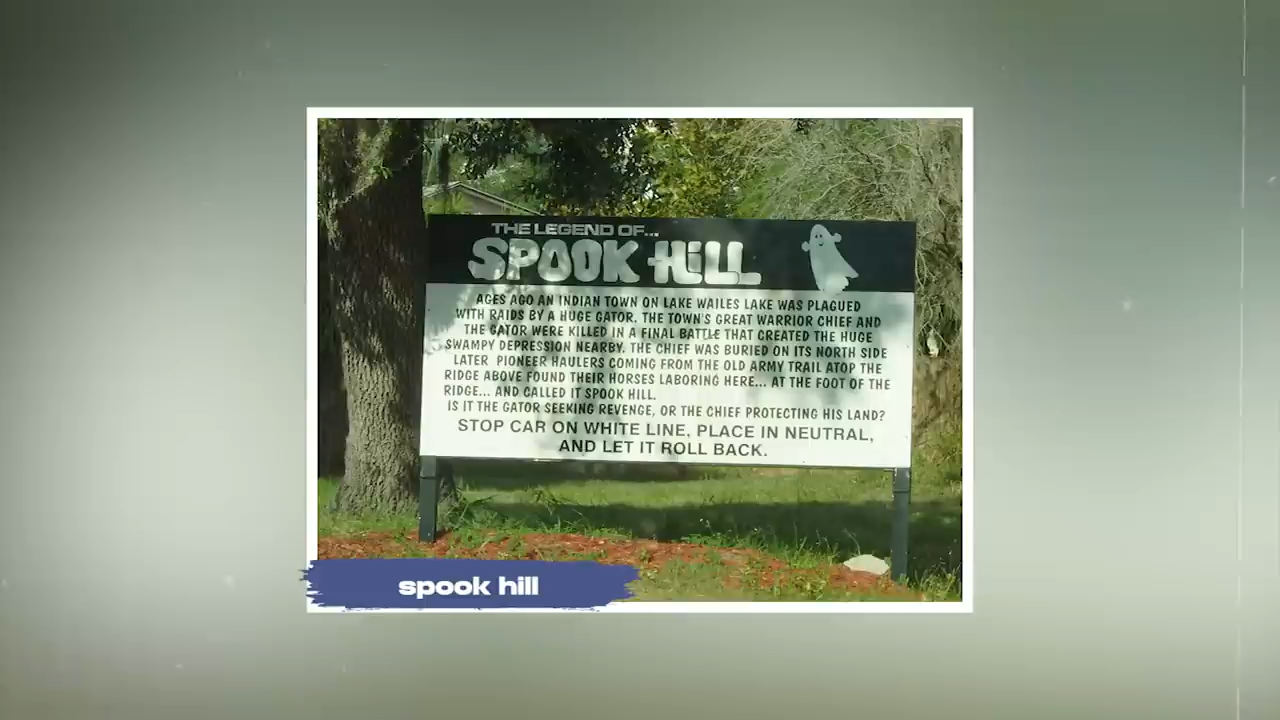 THE LEGEND OF...
SPOOK HILL
AGES AGO AN INDIAN TOWN ON LAKE WAILES LAKE WAS PLAGUED
WITH RAIDS BY A HUGE GATOR. THE TOWN'S GREAT WARRIOR CHIEF AND
THE GATOR WERE KILLED IN A FINAL BATTLE THAT CREATED THE HUGE
SWAMPY DEPRESSION NEARBY. THE CHIEF WAS BURIED ON ITS NORTH SIDE
LATER PIONEER HAULERS COMING FROM THE OLD ARMY TRAIL ATOP THE
RIDGE ABOVE FOUND THEIR HORSES LABORING HERE... AT THE FOOT OF THE
RIDGE... AND CALLED IT SPOOK HILL.
IS IT THE GATOR SEEKING REVENGE, OR THE CHIEF PROTECTING HIS LAND?
STOP CAR ON WHITE LINE, PLACE IN NEUTRAL,
AND LET IT ROLL BACK.
spook hill